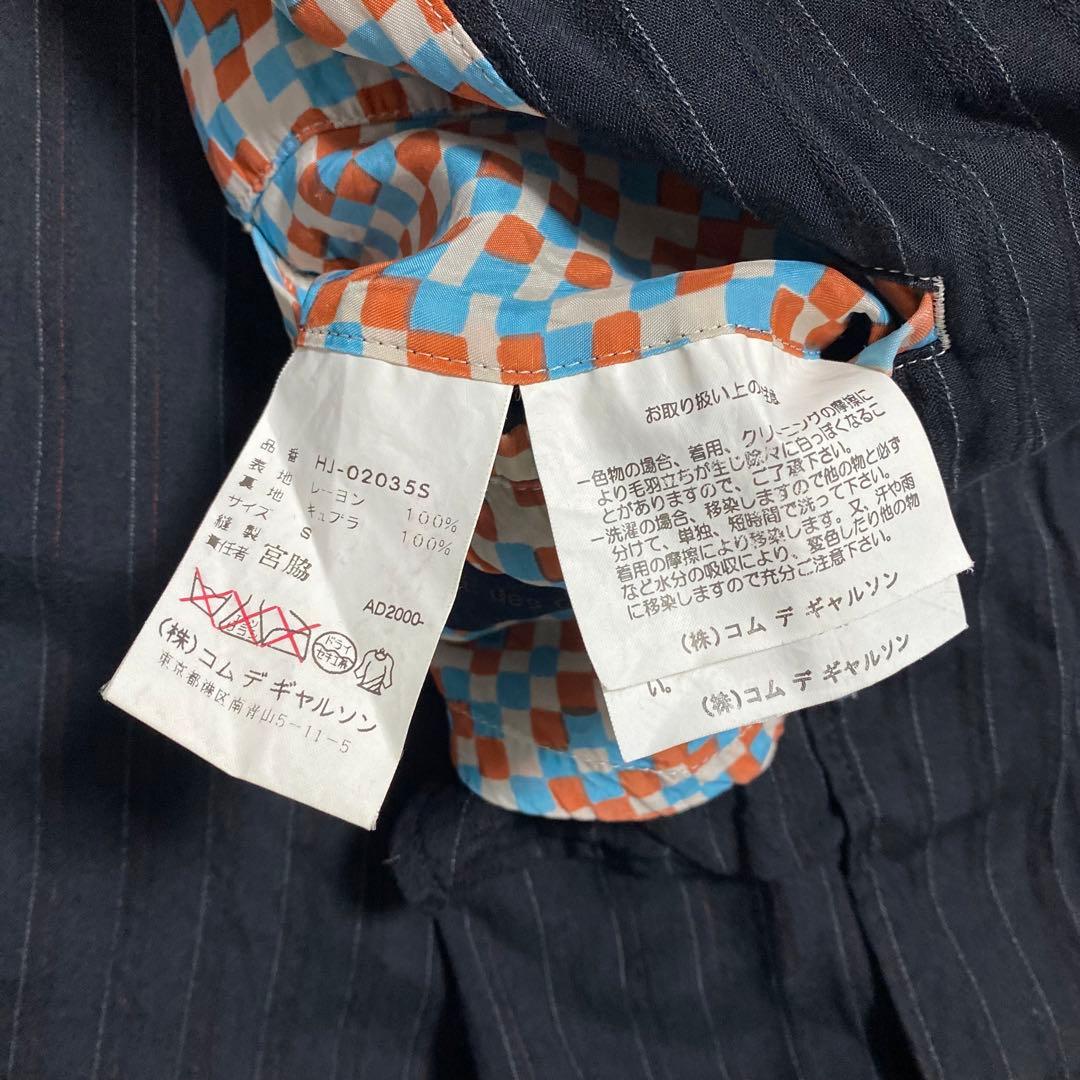 品番 HJ-02035S
表地 レーヨン 100%
裏地 キュプラ 100%
サイズ S
縫製
責任者 宮脇
AD2000-
ドライ
セキユ系
(株)コム デ ギャルソン
東京都港区南青山5-11-5
お取り扱い上の注意
一色物の場合、着用、クリーニングの摩擦に
より毛羽立ちが生じ除々に白っぽくなるこ
とがありますので、ご了承下さい。
一洗濯の場合、移染しますので他の物と必ず
分けて、単独、短時間で洗って下さい。
着用の摩擦により移染します。又、汗や雨
など水分の吸収により、変色したり他の物
に移染しますので充分ご注意下さい
(株)コム デ ギャルソン
い。
(株)コム デ ギャルソン